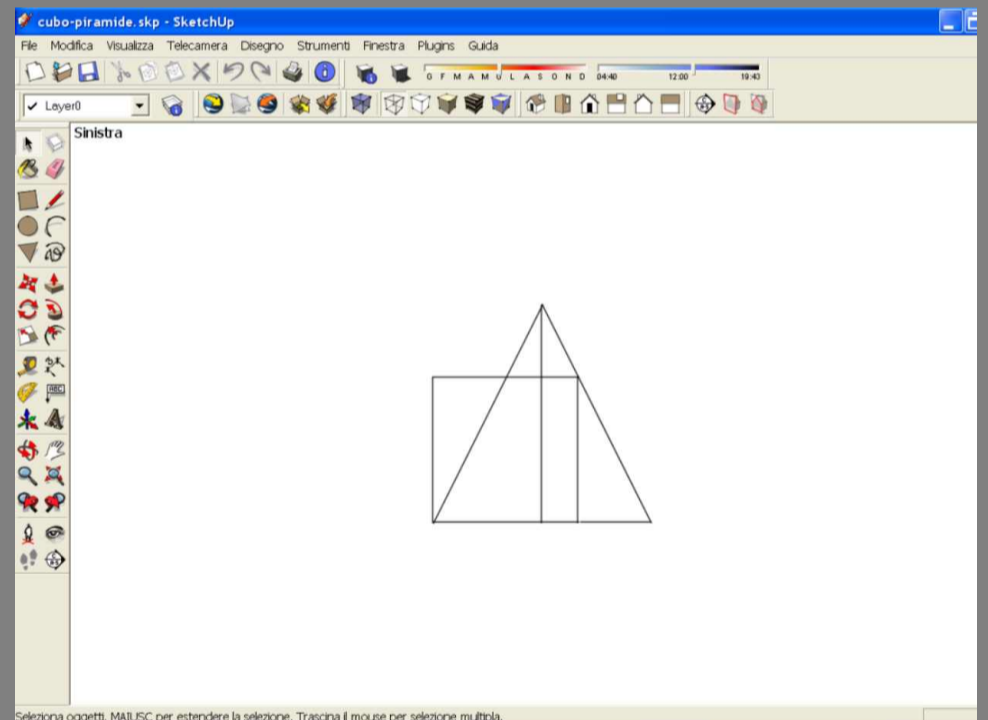 cubo-piramide.skp - SketchUp
File Modifica Visualizza Telecamera Disegno Strumenti Finestra Plugins Guida
G F M A M J L A S O N D 04:40 12:00 19:43
Layer0
Sinistra
ABC
Seleziona oggetti. MAIUSC per estendere la selezione. Trascina il mouse per selezione multipla.